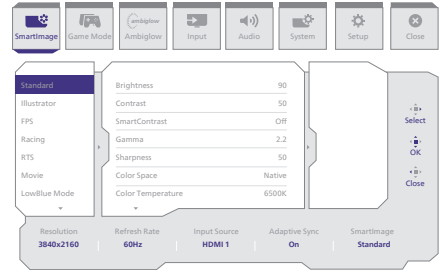 ambiglow
SmartImage Game Mode Ambiglow Input Audio System Setup Close
Standard Brightness 90
Illustrator Contrast 50
FPS SmartContrast Off
Racing Gamma 2.2
RTS Sharpness 50
Movie Color Space Native
LowBlue Mode Color Temperature 6500K
Select
OK
Close
Resolution Refresh Rate Input Source Adaptive Sync SmartImage
3840x2160 60Hz HDMI 1 On Standard